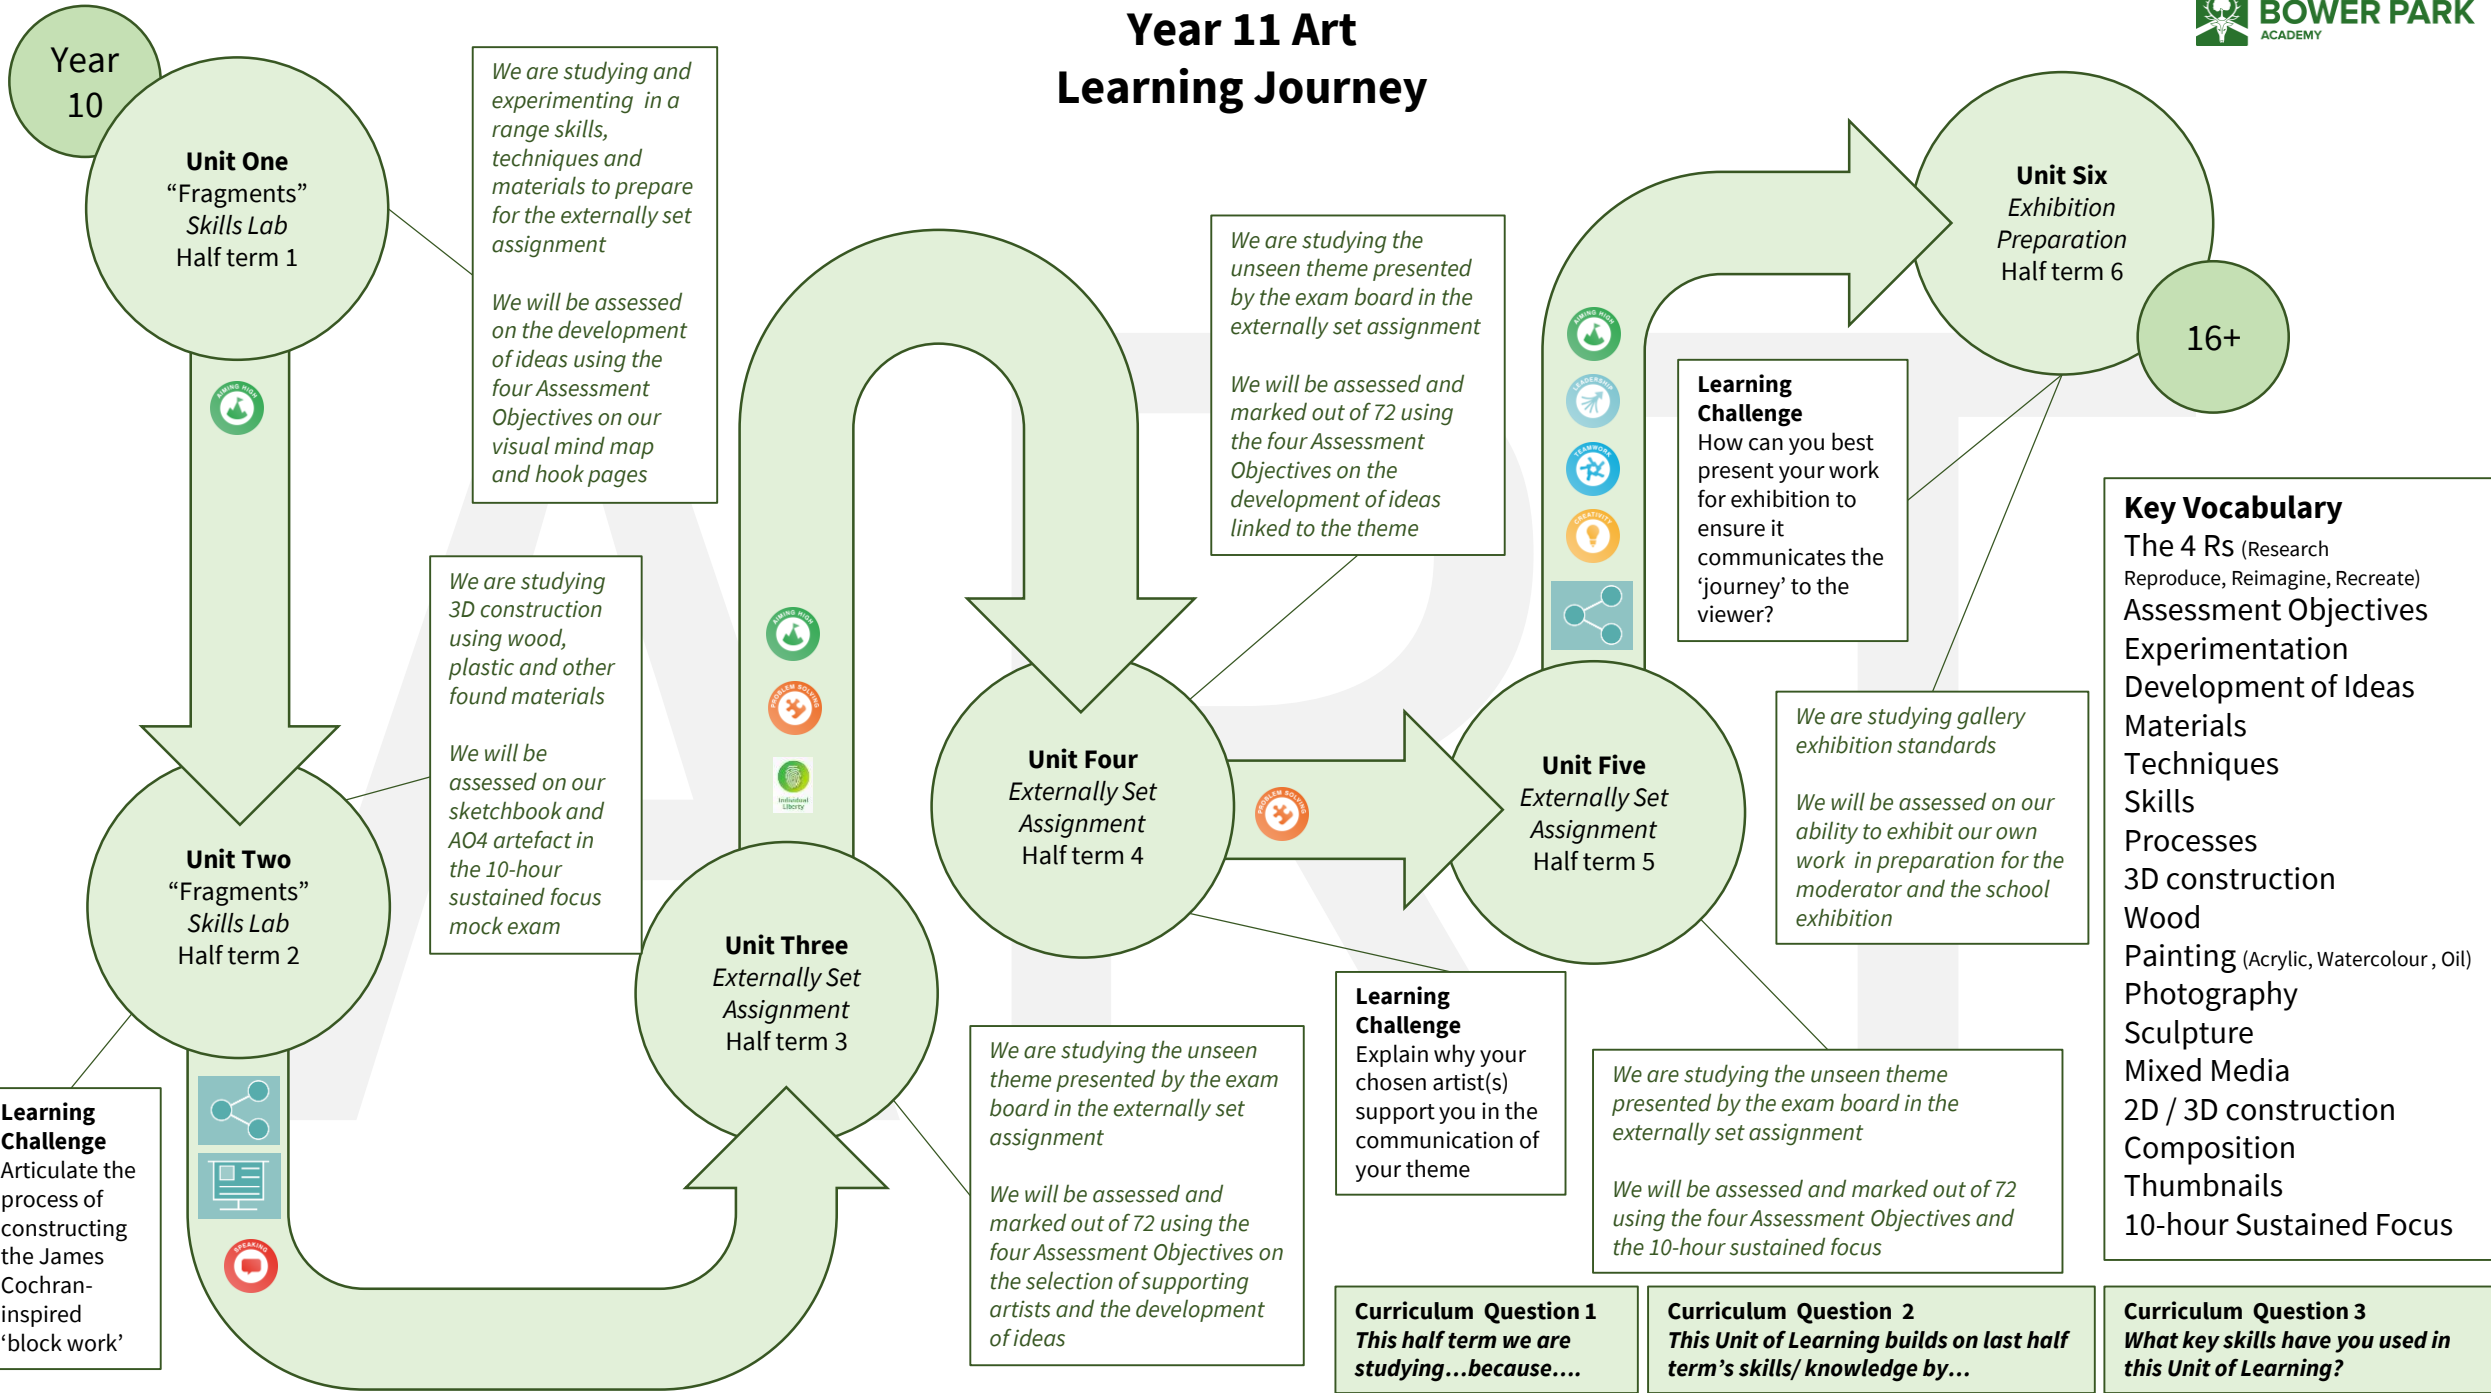 Year 11 Art
Learning Journey
BOWER PARK
ACADEMY
Year
10
Unit One
“Fragments”
Skills Lab
Half term 1
We are studying and
experimenting in a
range skills,
techniques and
materials to prepare
for the externally set
assignment
We will be assessed
on the development
of ideas using the
four Assessment
Objectives on our
visual mind map
and hook pages
AIMING HIGH
Unit Two
“Fragments”
Skills Lab
Half term 2
We are studying
3D construction
using wood,
plastic and other
found materials
We will be
assessed on our
sketchbook and
AO4 artefact in
the 10-hour
sustained focus
mock exam
Learning
Challenge
Articulate the
process of
constructing
the James
Cochran-
inspired
‘block work’
SPEAKING
Unit Three
Externally Set
Assignment
Half term 3
We are studying the unseen
theme presented by the exam
board in the externally set
assignment
We will be assessed and
marked out of 72 using the
four Assessment Objectives on
the selection of supporting
artists and the development
of ideas
AIMING HIGH
PROBLEM SOLVING
Individual
Liberty
Unit Four
Externally Set
Assignment
Half term 4
We are studying the
unseen theme presented
by the exam board in the
externally set assignment
We will be assessed and
marked out of 72 using
the four Assessment
Objectives on the
development of ideas
linked to the theme
Learning
Challenge
Explain why your
chosen artist(s)
support you in the
communication of
your theme
PROBLEM SOLVING
Unit Five
Externally Set
Assignment
Half term 5
We are studying the unseen theme
presented by the exam board in the
externally set assignment
We will be assessed and marked out of 72
using the four Assessment Objectives and
the 10-hour sustained focus
AIMING HIGH
LEADERSHIP
TEAMWORK
CREATIVITY
Unit Six
Exhibition
Preparation
Half term 6
16+
Learning
Challenge
How can you best
present your work
for exhibition to
ensure it
communicates the
‘journey’ to the
viewer?
We are studying gallery
exhibition standards
We will be assessed on our
ability to exhibit our own
work in preparation for the
moderator and the school
exhibition
Key Vocabulary
The 4 Rs (Research
Reproduce, Reimagine, Recreate)
Assessment Objectives
Experimentation
Development of Ideas
Materials
Techniques
Skills
Processes
3D construction
Wood
Painting (Acrylic, Watercolour , Oil)
Photography
Sculpture
Mixed Media
2D / 3D construction
Composition
Thumbnails
10-hour Sustained Focus
Curriculum Question 1
This half term we are
studying...because....
Curriculum Question 2
This Unit of Learning builds on last half
term’s skills/ knowledge by...
Curriculum Question 3
What key skills have you used in
this Unit of Learning?
ART